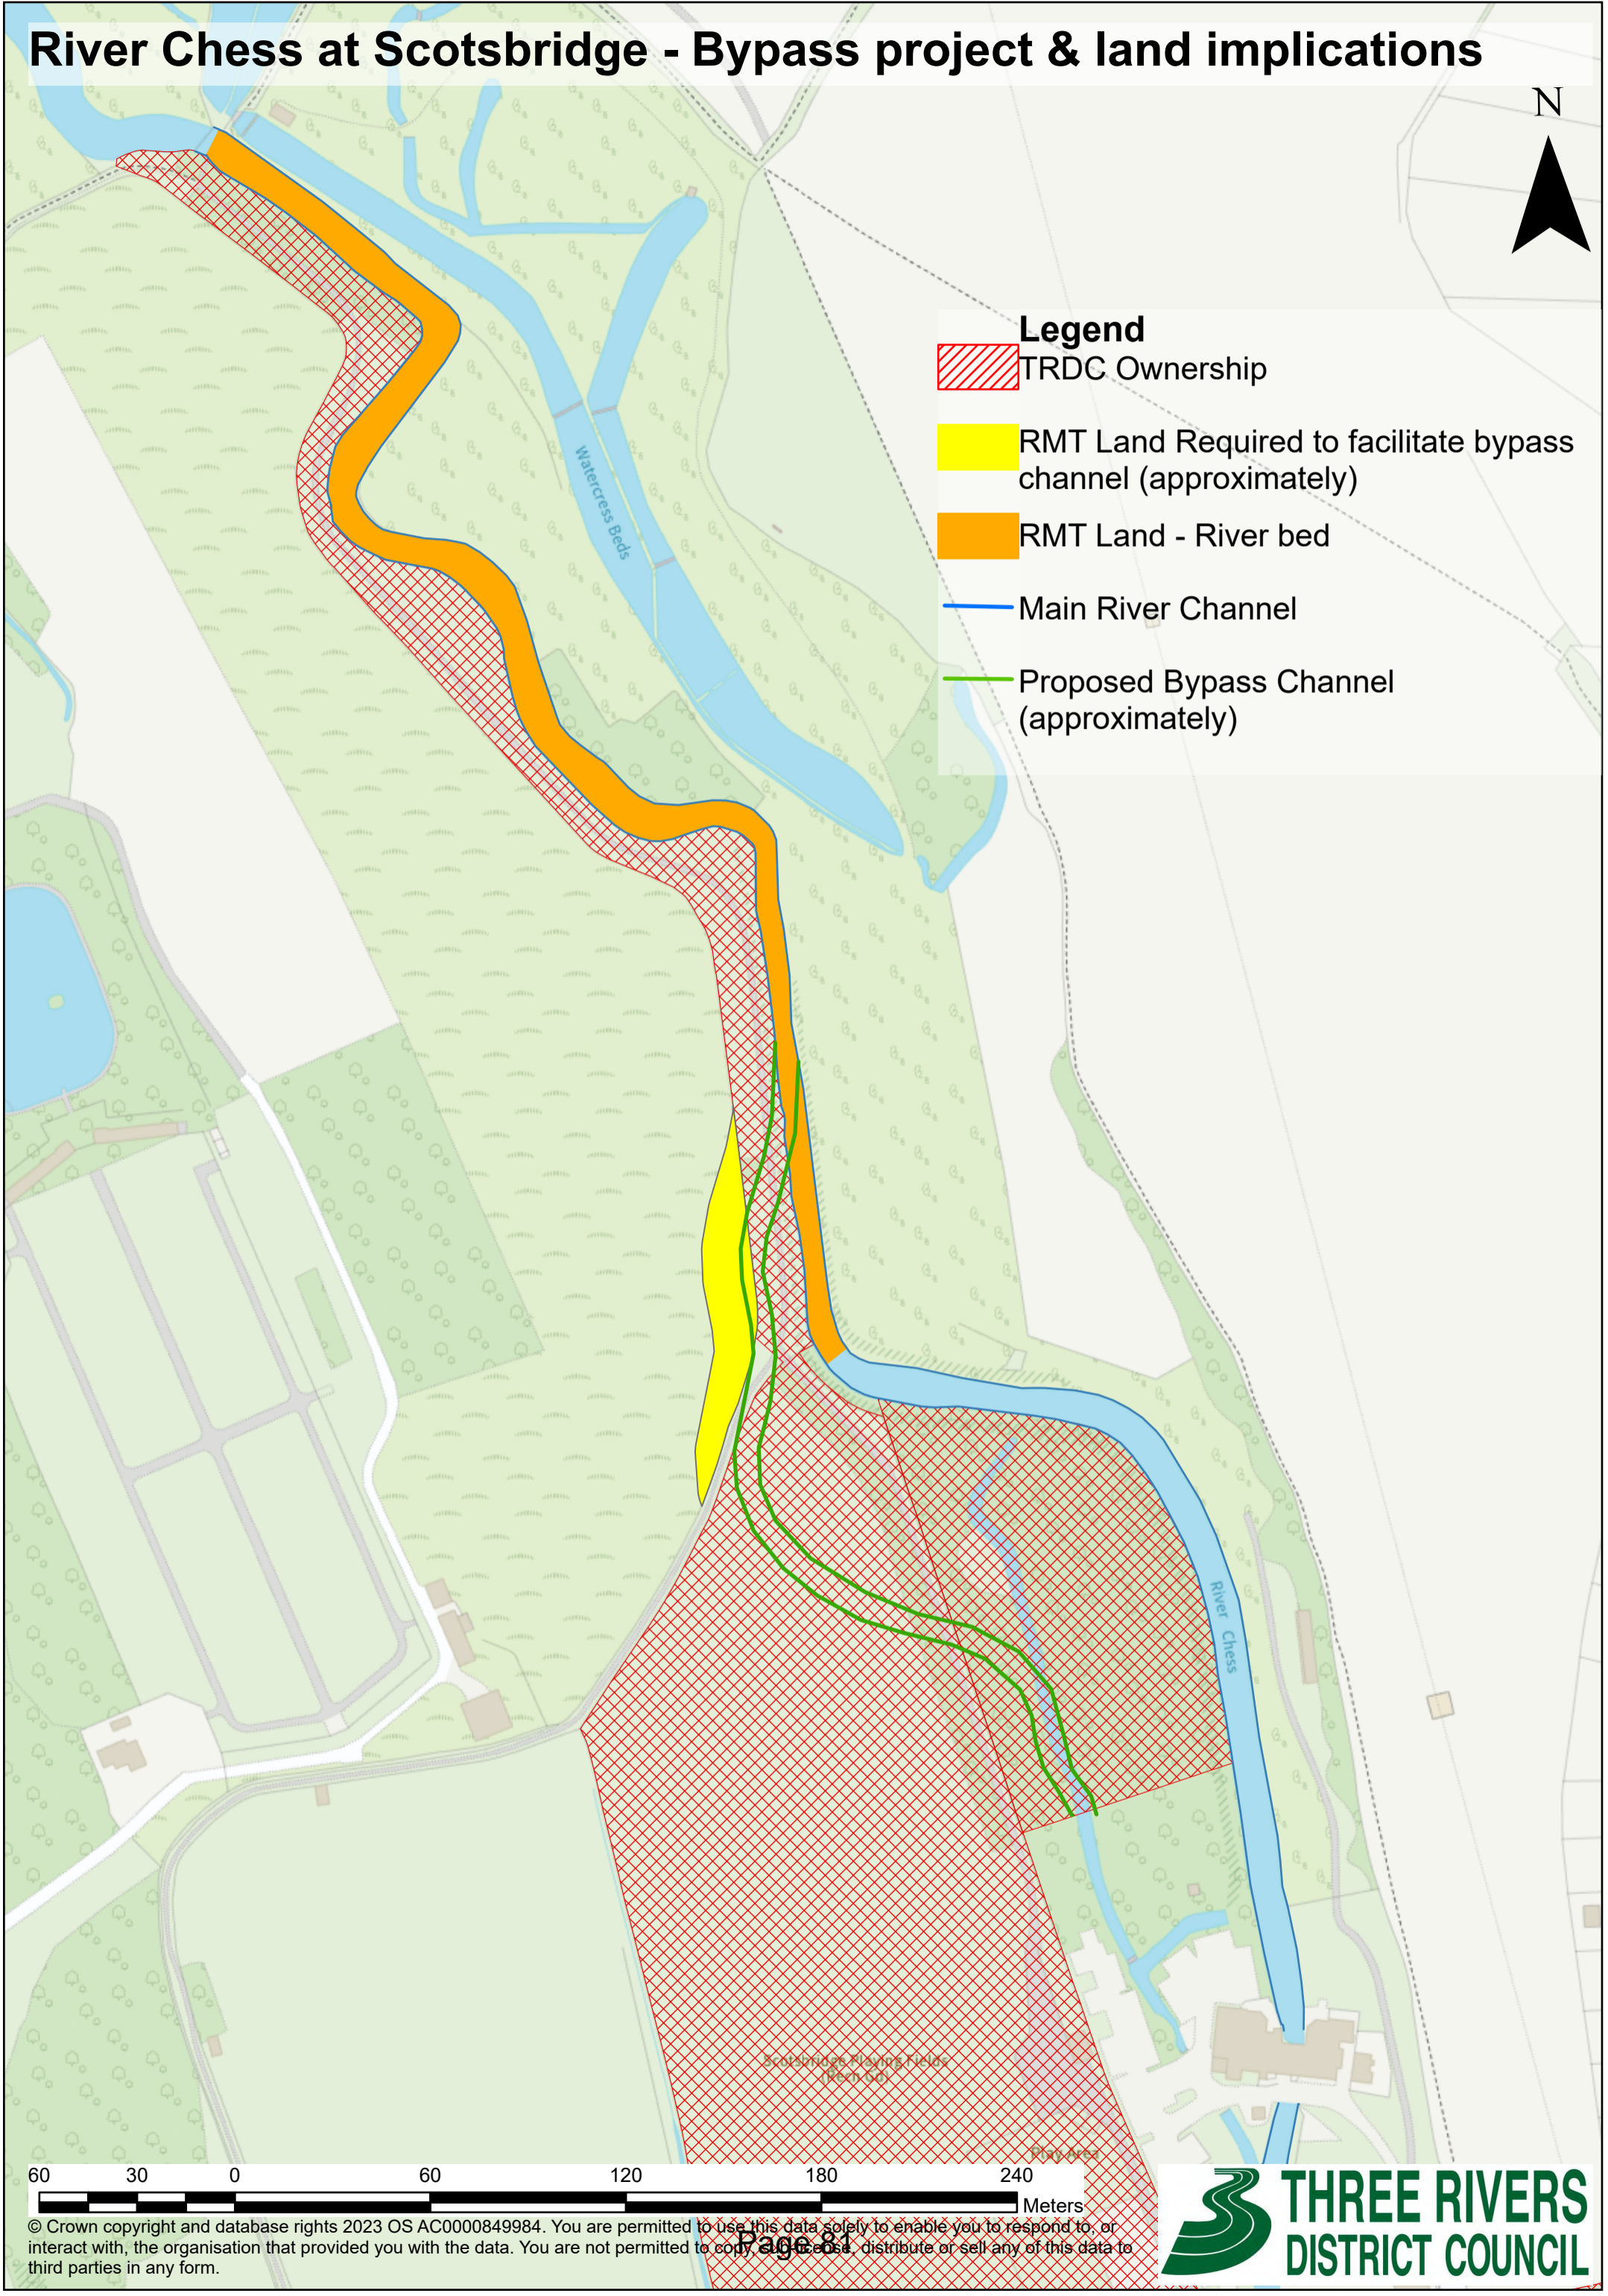 River Chess at Scotsbridge - Bypass project & land implications
N
Legend
TRDC Ownership
RMT Land Required to facilitate bypass
channel (approximately)
RMT Land - River bed
Main River Channel
Proposed Bypass Channel
(approximately)
Watercress Beds
River Chess
Scotsbridge Playing Fields
(Recn Gd)
Play Area
60 30 0 60 120 180 240
Meters
© Crown copyright and database rights 2023 OS AC0000849984. You are permitted to use this data solely to enable you to respond to, or
interact with, the organisation that provided you with the data. You are not permitted to copy, sub-license, distribute or sell any of this data to
third parties in any form.
Page 81
THREE RIVERS
DISTRICT COUNCIL